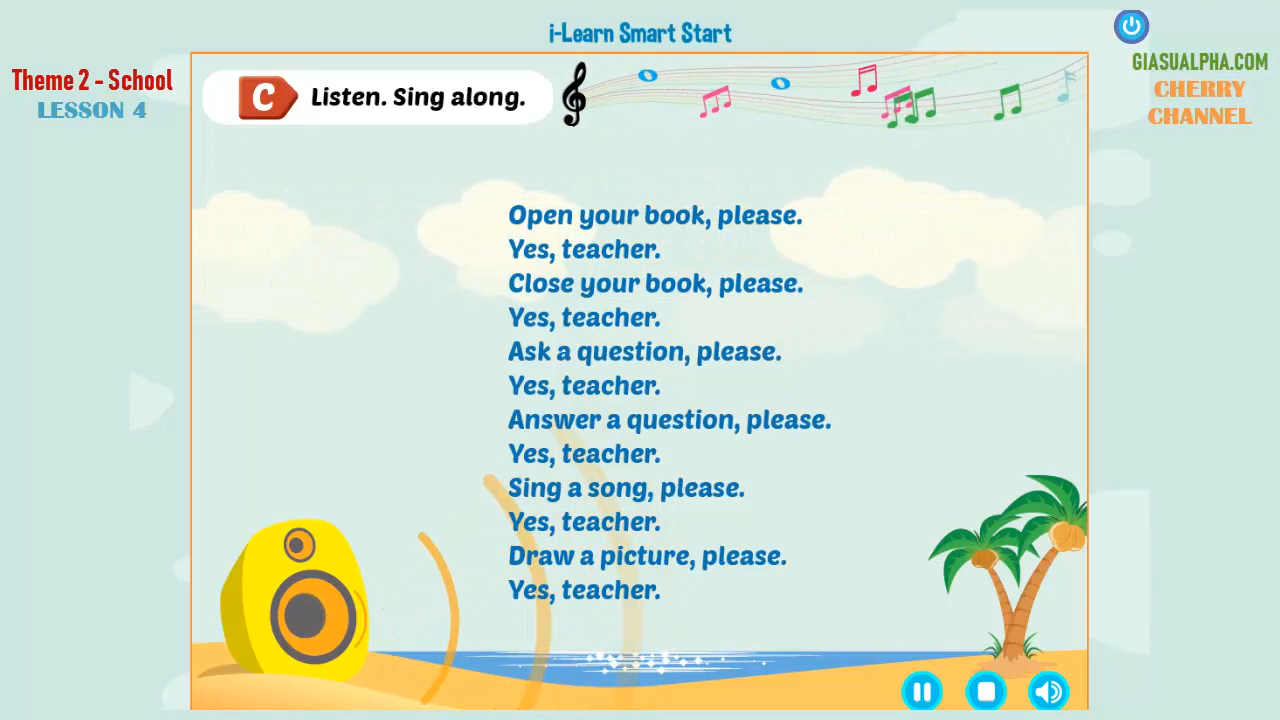 i-Learn Smart Start
Theme 2 - School
LESSON 4
GIASUALPHA.COM
CHERRY
CHANNEL
C Listen. Sing along.
Open your book, please.
Yes, teacher.
Close your book, please.
Yes, teacher.
Ask a question, please.
Yes, teacher.
Answer a question, please.
Yes, teacher.
Sing a song, please.
Yes, teacher.
Draw a picture, please.
Yes, teacher.